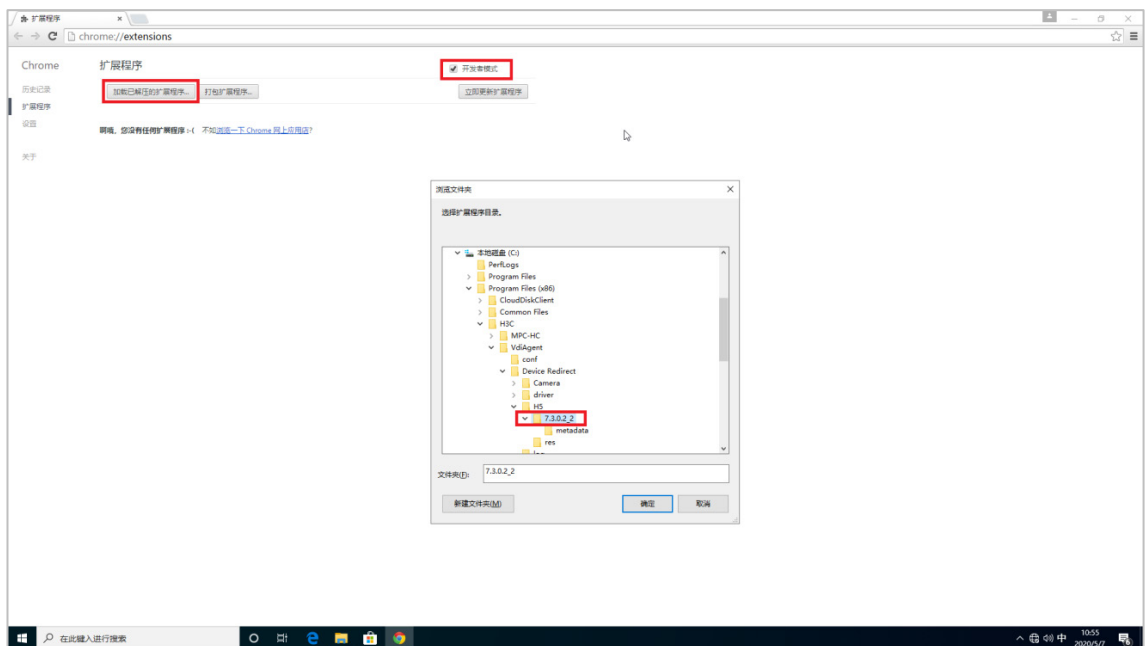 扩展程序
chrome://extensions
Chrome
扩展程序
开发者模式
历史记录
加载已解压的扩展程序...
打包扩展程序...
立即更新扩展程序
扩展程序
设置
啊哦，您没有任何扩展程序 :-( 不如浏览一下 Chrome 网上应用店?
关于
浏览文件夹
选择扩展程序目录。
本地磁盘 (C:)
PerfLogs
Program Files
Program Files (x86)
CloudDiskClient
Common Files
H3C
MPC-HC
VdiAgent
conf
Device Redirect
Camera
driver
H5
7.3.0.2_2
metadata
res
文件夹(F):
7.3.0.2_2
新建文件夹(M)
确定
取消
在此键入进行搜索
中
10:55
2020/5/7